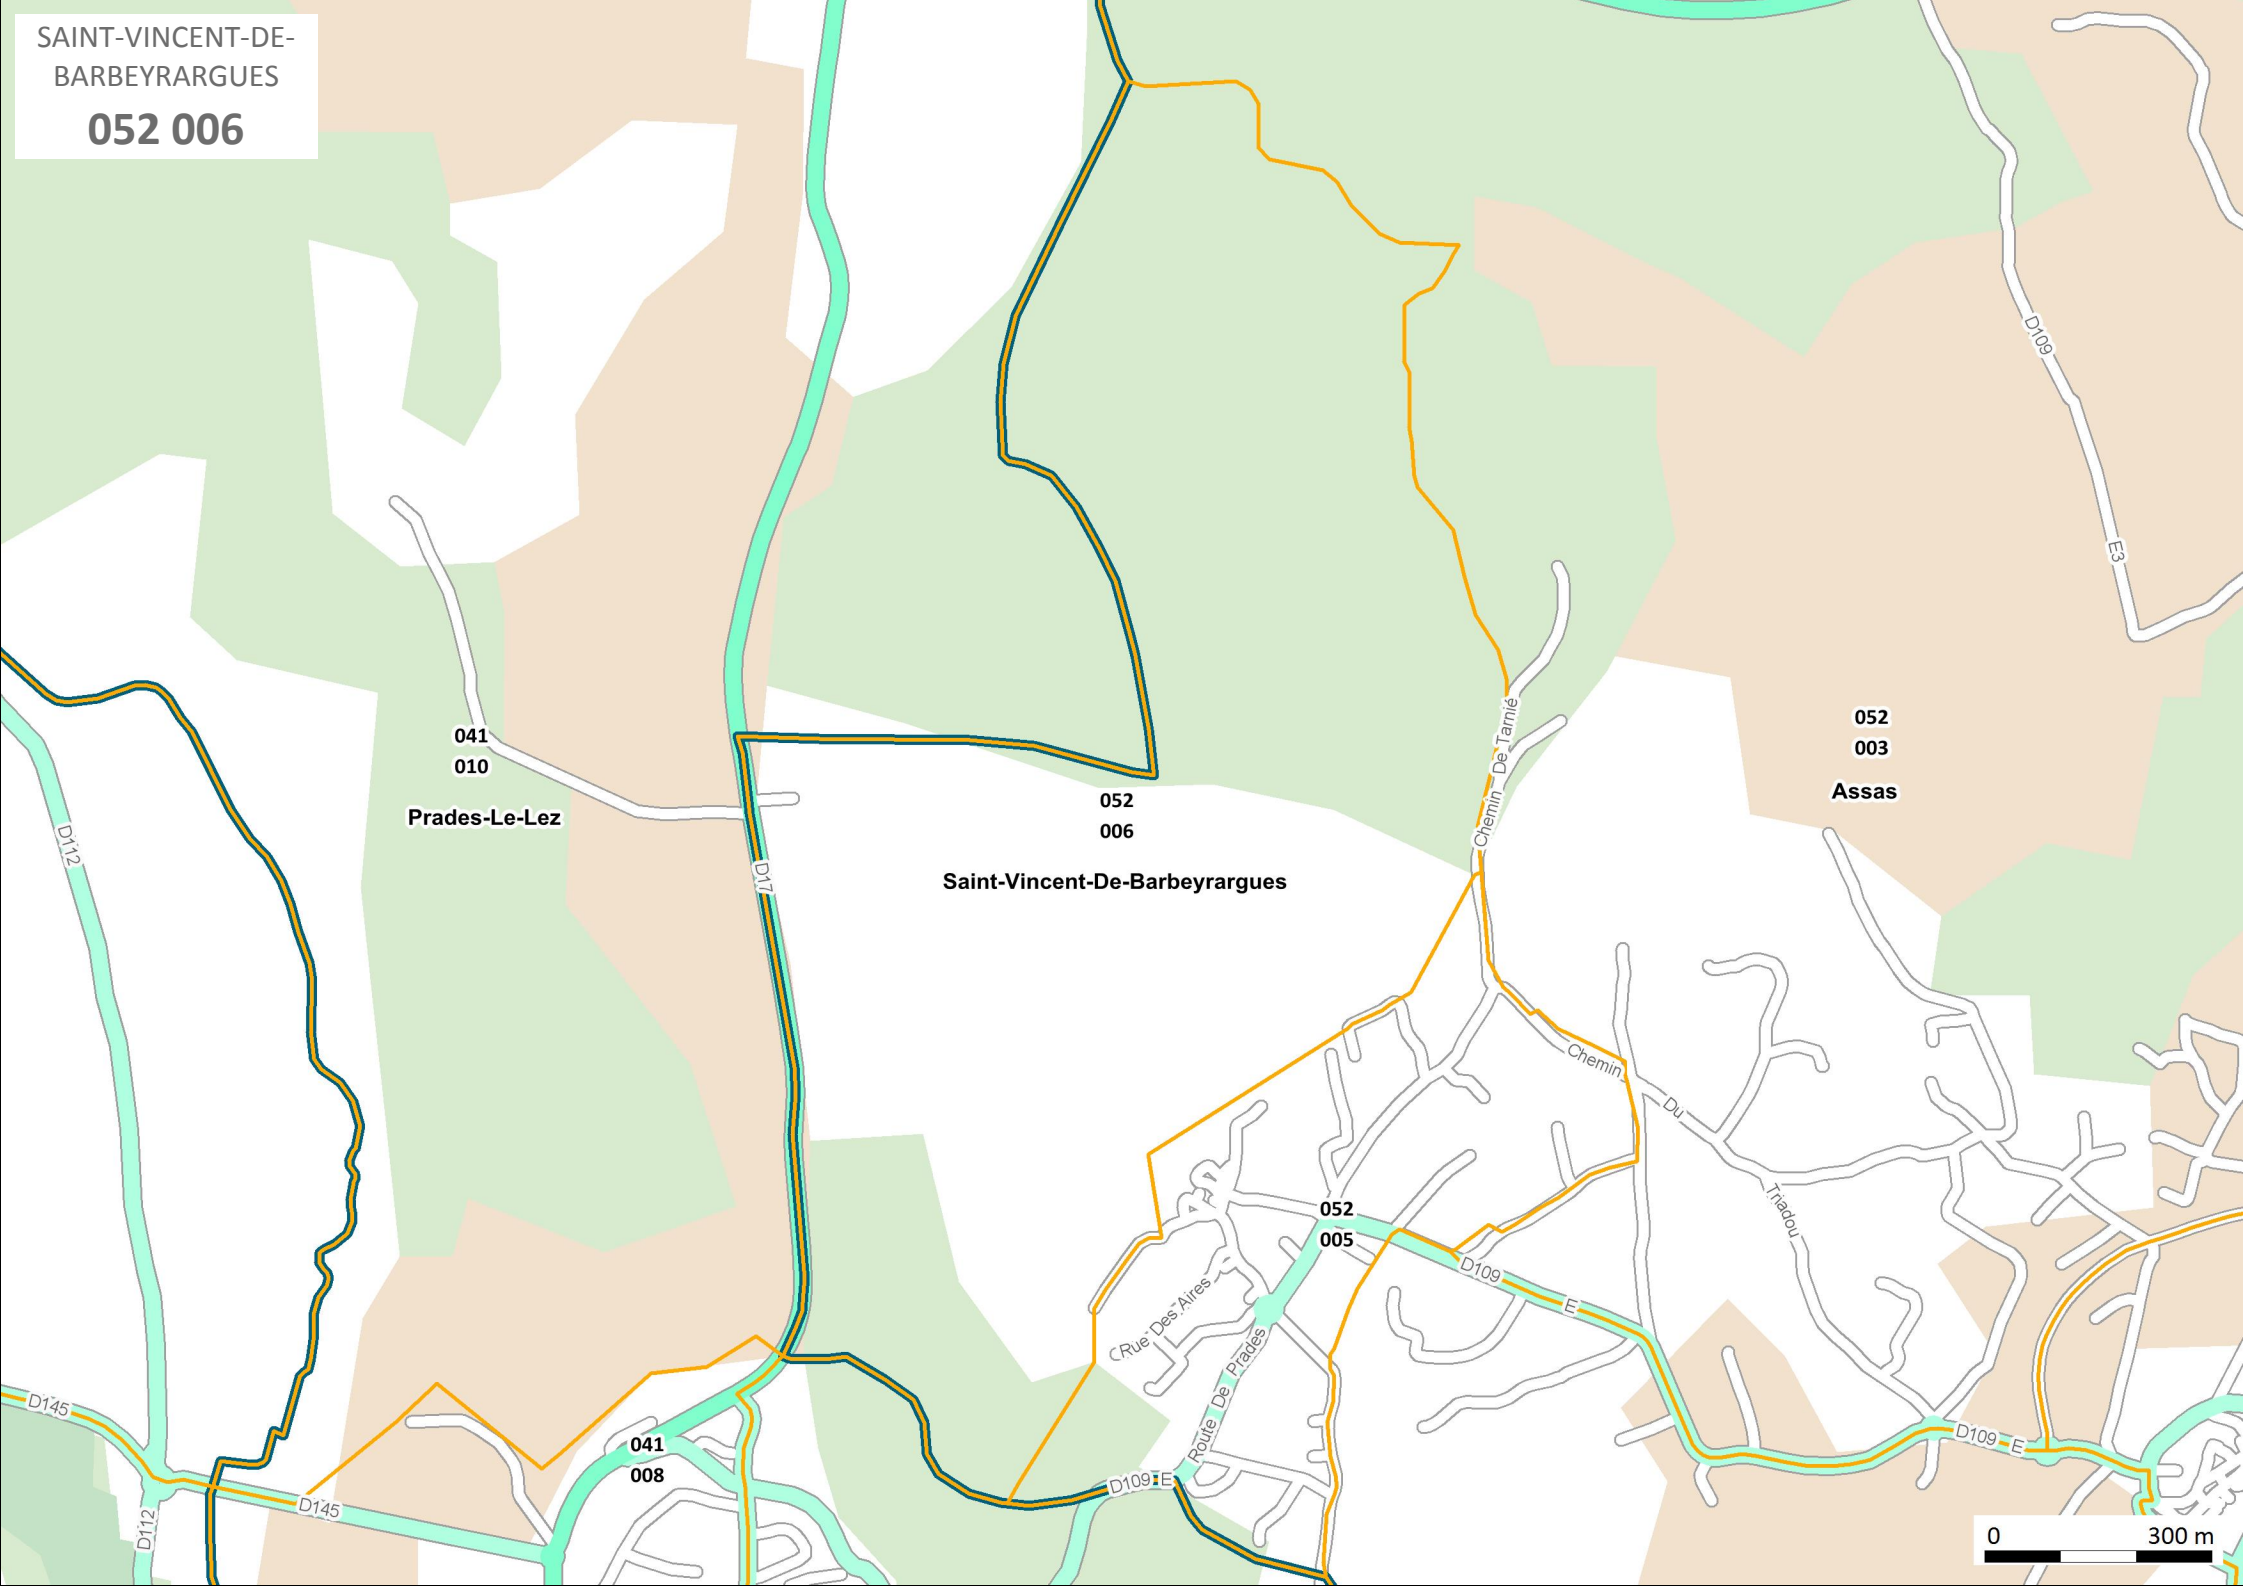 SAINT-VINCENT-DE-
BARBEYRARGUES
052 006
D109
E3
Chemin De Tarnié
041
010
Prades-Le-Lez
052
003
Assas
052
006
Saint-Vincent-De-Barbeyrargues
D112
D17
Chemin Du Triadou
052
005
D109 E
Rue Des Aires
Route De Prades
D145
041
008
D145
D112
D109 E
D109 E
0 300 m